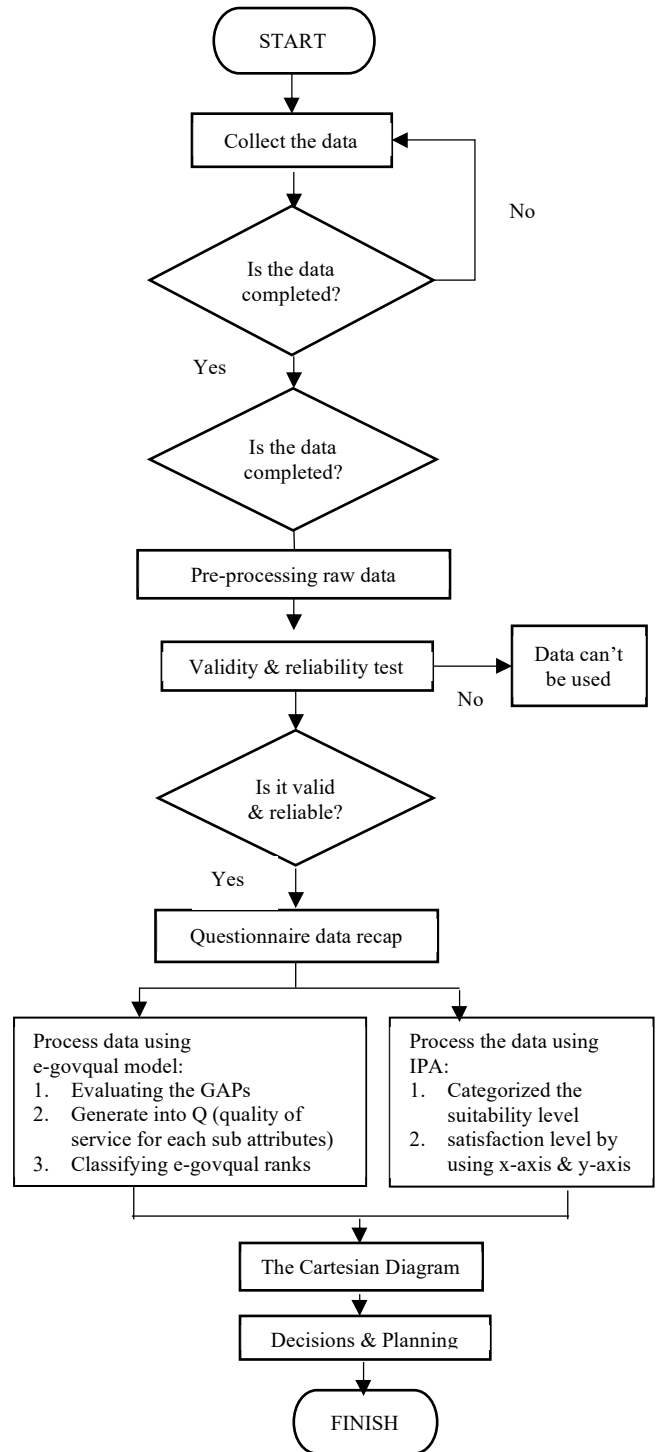 START
Collect the data
No
Is the data
completed?
Yes
Is the data
completed?
Pre-processing raw data
Validity & reliability test
Data can't
be used
No
Is it valid
& reliable?
Yes
Questionnaire data recap
Process data using
e-govqual model:
1. Evaluating the GAPs
2. Generate into Q (quality of
service for each sub attributes)
3. Classifying e-govqual ranks
Process the data using
IPA:
1. Categorized the
suitability level
2. satisfaction level by
using x-axis & y-axis
The Cartesian Diagram
Decisions & Planning
FINISH